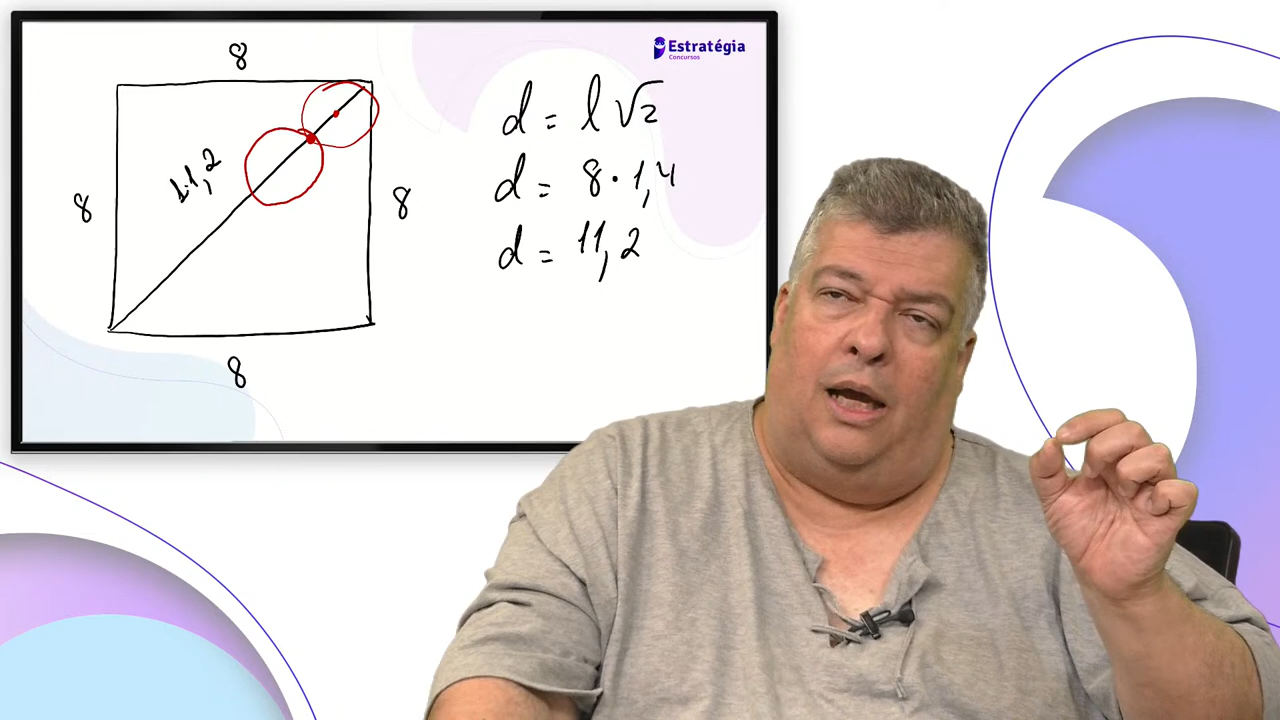 8
Estratégia
Concursos
d = l √2
d = 8 · 1,4
d = 11,2
11,2
8
8
8